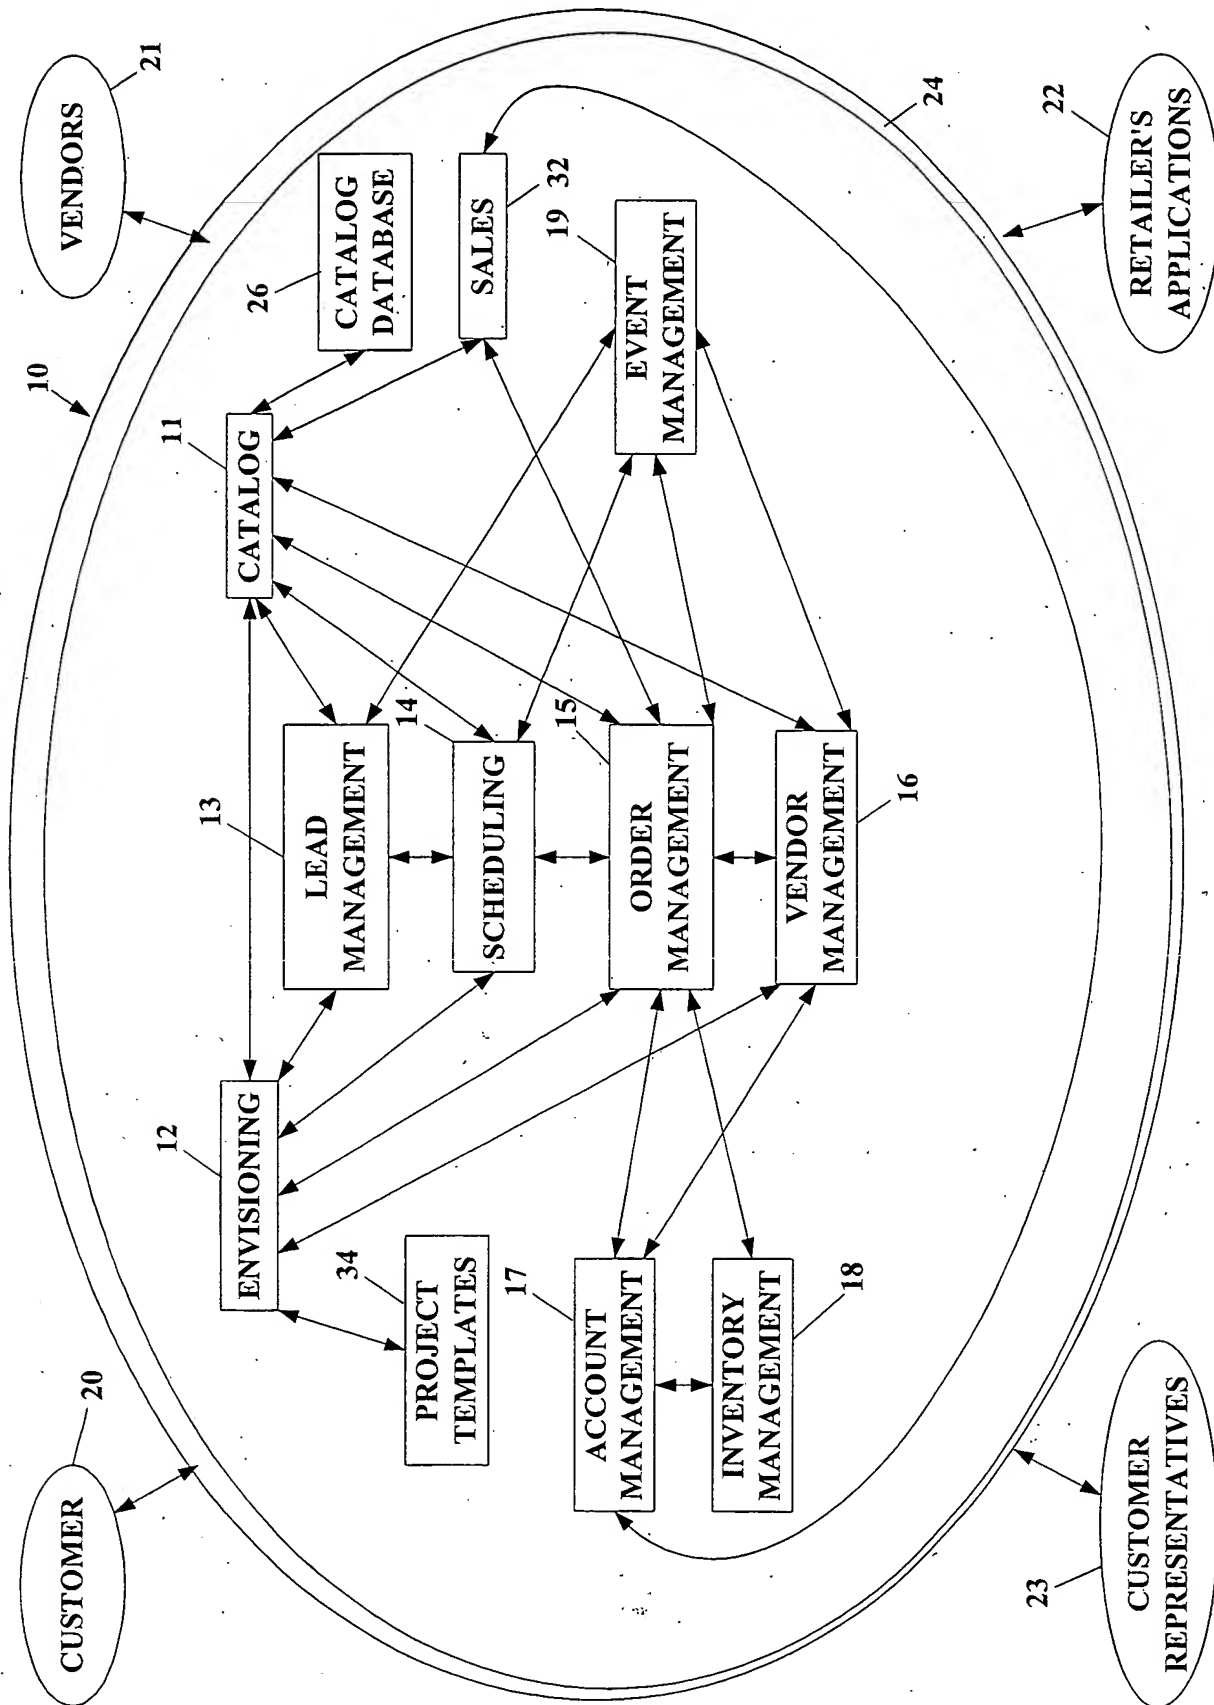 CUSTOMER
20
10
VENDORS
21
12
ENVISIONING
11
CATALOG
26
CATALOG
DATABASE
13
LEAD
MANAGEMENT
34
PROJECT
TEMPLATES
14
SCHEDULING
SALES
32
17
ACCOUNT
MANAGEMENT
15
ORDER
MANAGEMENT
19
EVENT
MANAGEMENT
INVENTORY
MANAGEMENT
18
VENDOR
MANAGEMENT
16
24
23
CUSTOMER
REPRESENTATIVES
22
RETAILER'S
APPLICATIONS